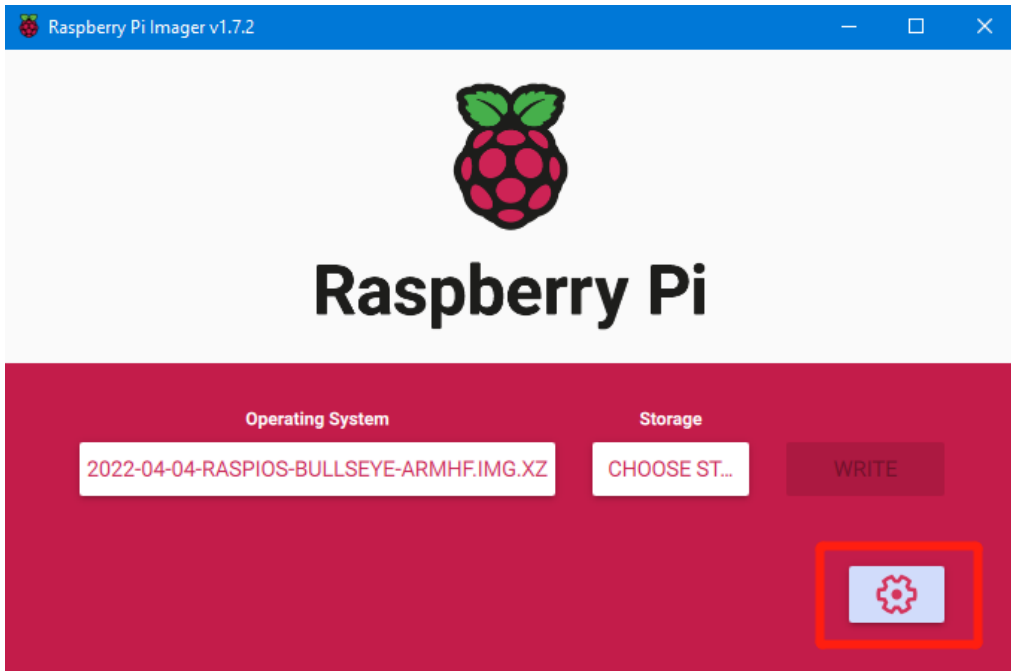 Raspberry Pi Imager v1.7.2
Raspberry Pi
Operating System
Storage
2022-04-04-RASPIOS-BULLSEYE-ARMHF.IMG.XZ
CHOOSE ST...
WRITE